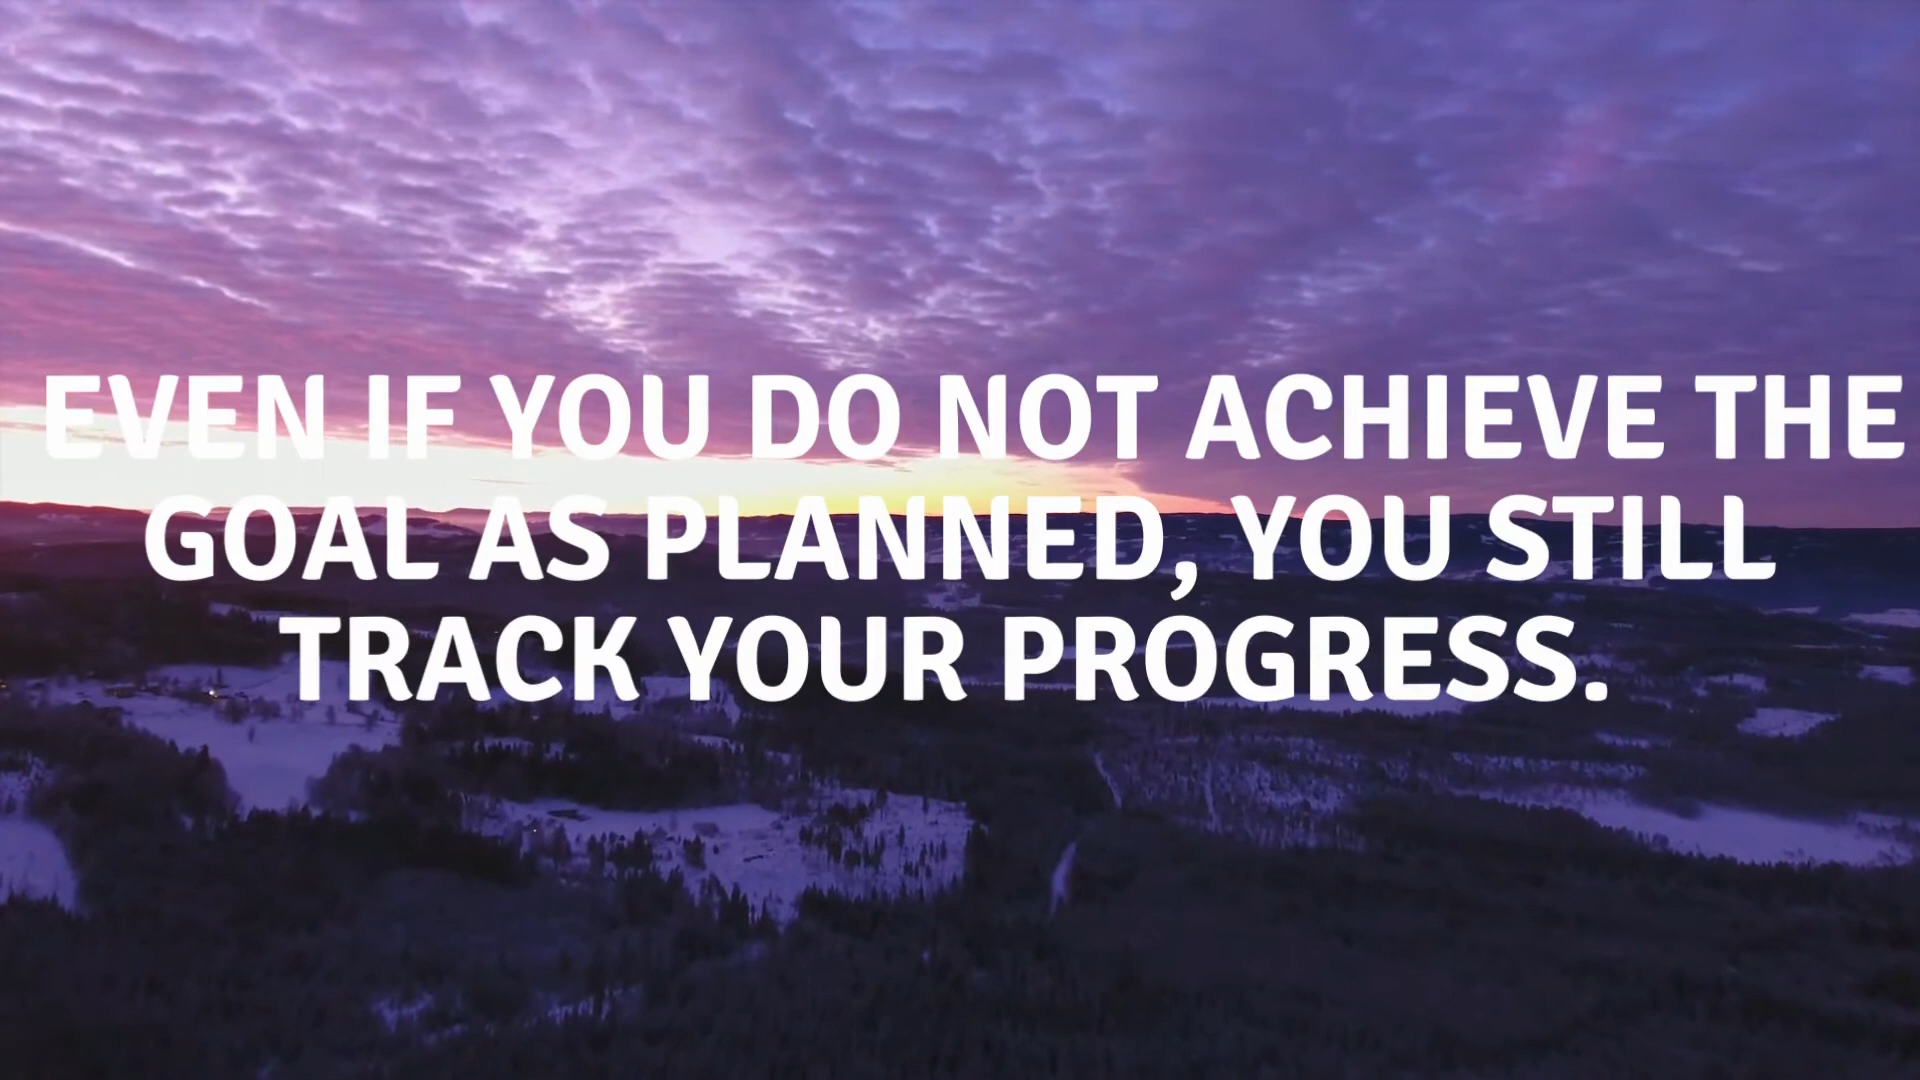 EVEN IF YOU DO NOT ACHIEVE THE
GOAL AS PLANNED, YOU STILL
TRACK YOUR PROGRESS.